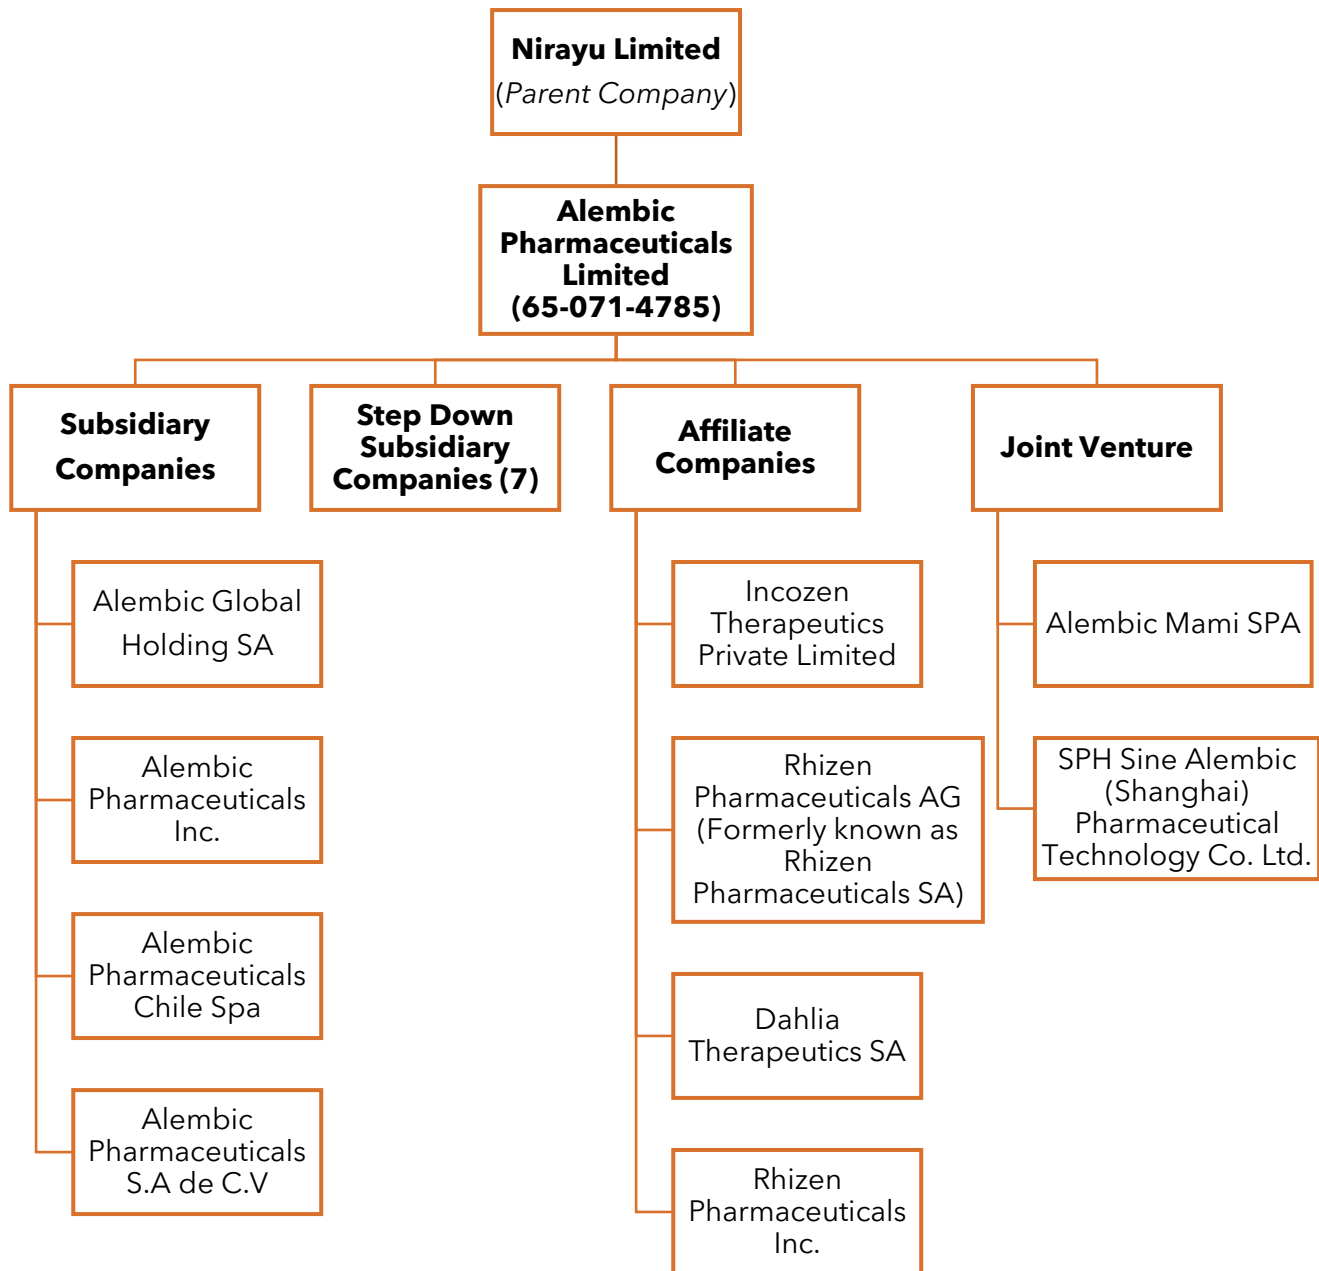 Nirayu Limited
(Parent Company)
Alembic
Pharmaceuticals
Limited
(65-071-4785)
Subsidiary
Companies
Step Down
Subsidiary
Companies (7)
Affiliate
Companies
Joint Venture
Alembic Global
Holding SA
Alembic
Pharmaceuticals
Inc.
Alembic
Pharmaceuticals
Chile Spa
Alembic
Pharmaceuticals
S.A de C.V
Incozen
Therapeutics
Private Limited
Rhizen
Pharmaceuticals AG
(Formerly known as
Rhizen
Pharmaceuticals SA)
Dahlia
Therapeutics SA
Rhizen
Pharmaceuticals
Inc.
Alembic Mami SPA
SPH Sine Alembic
(Shanghai)
Pharmaceutical
Technology Co. Ltd.